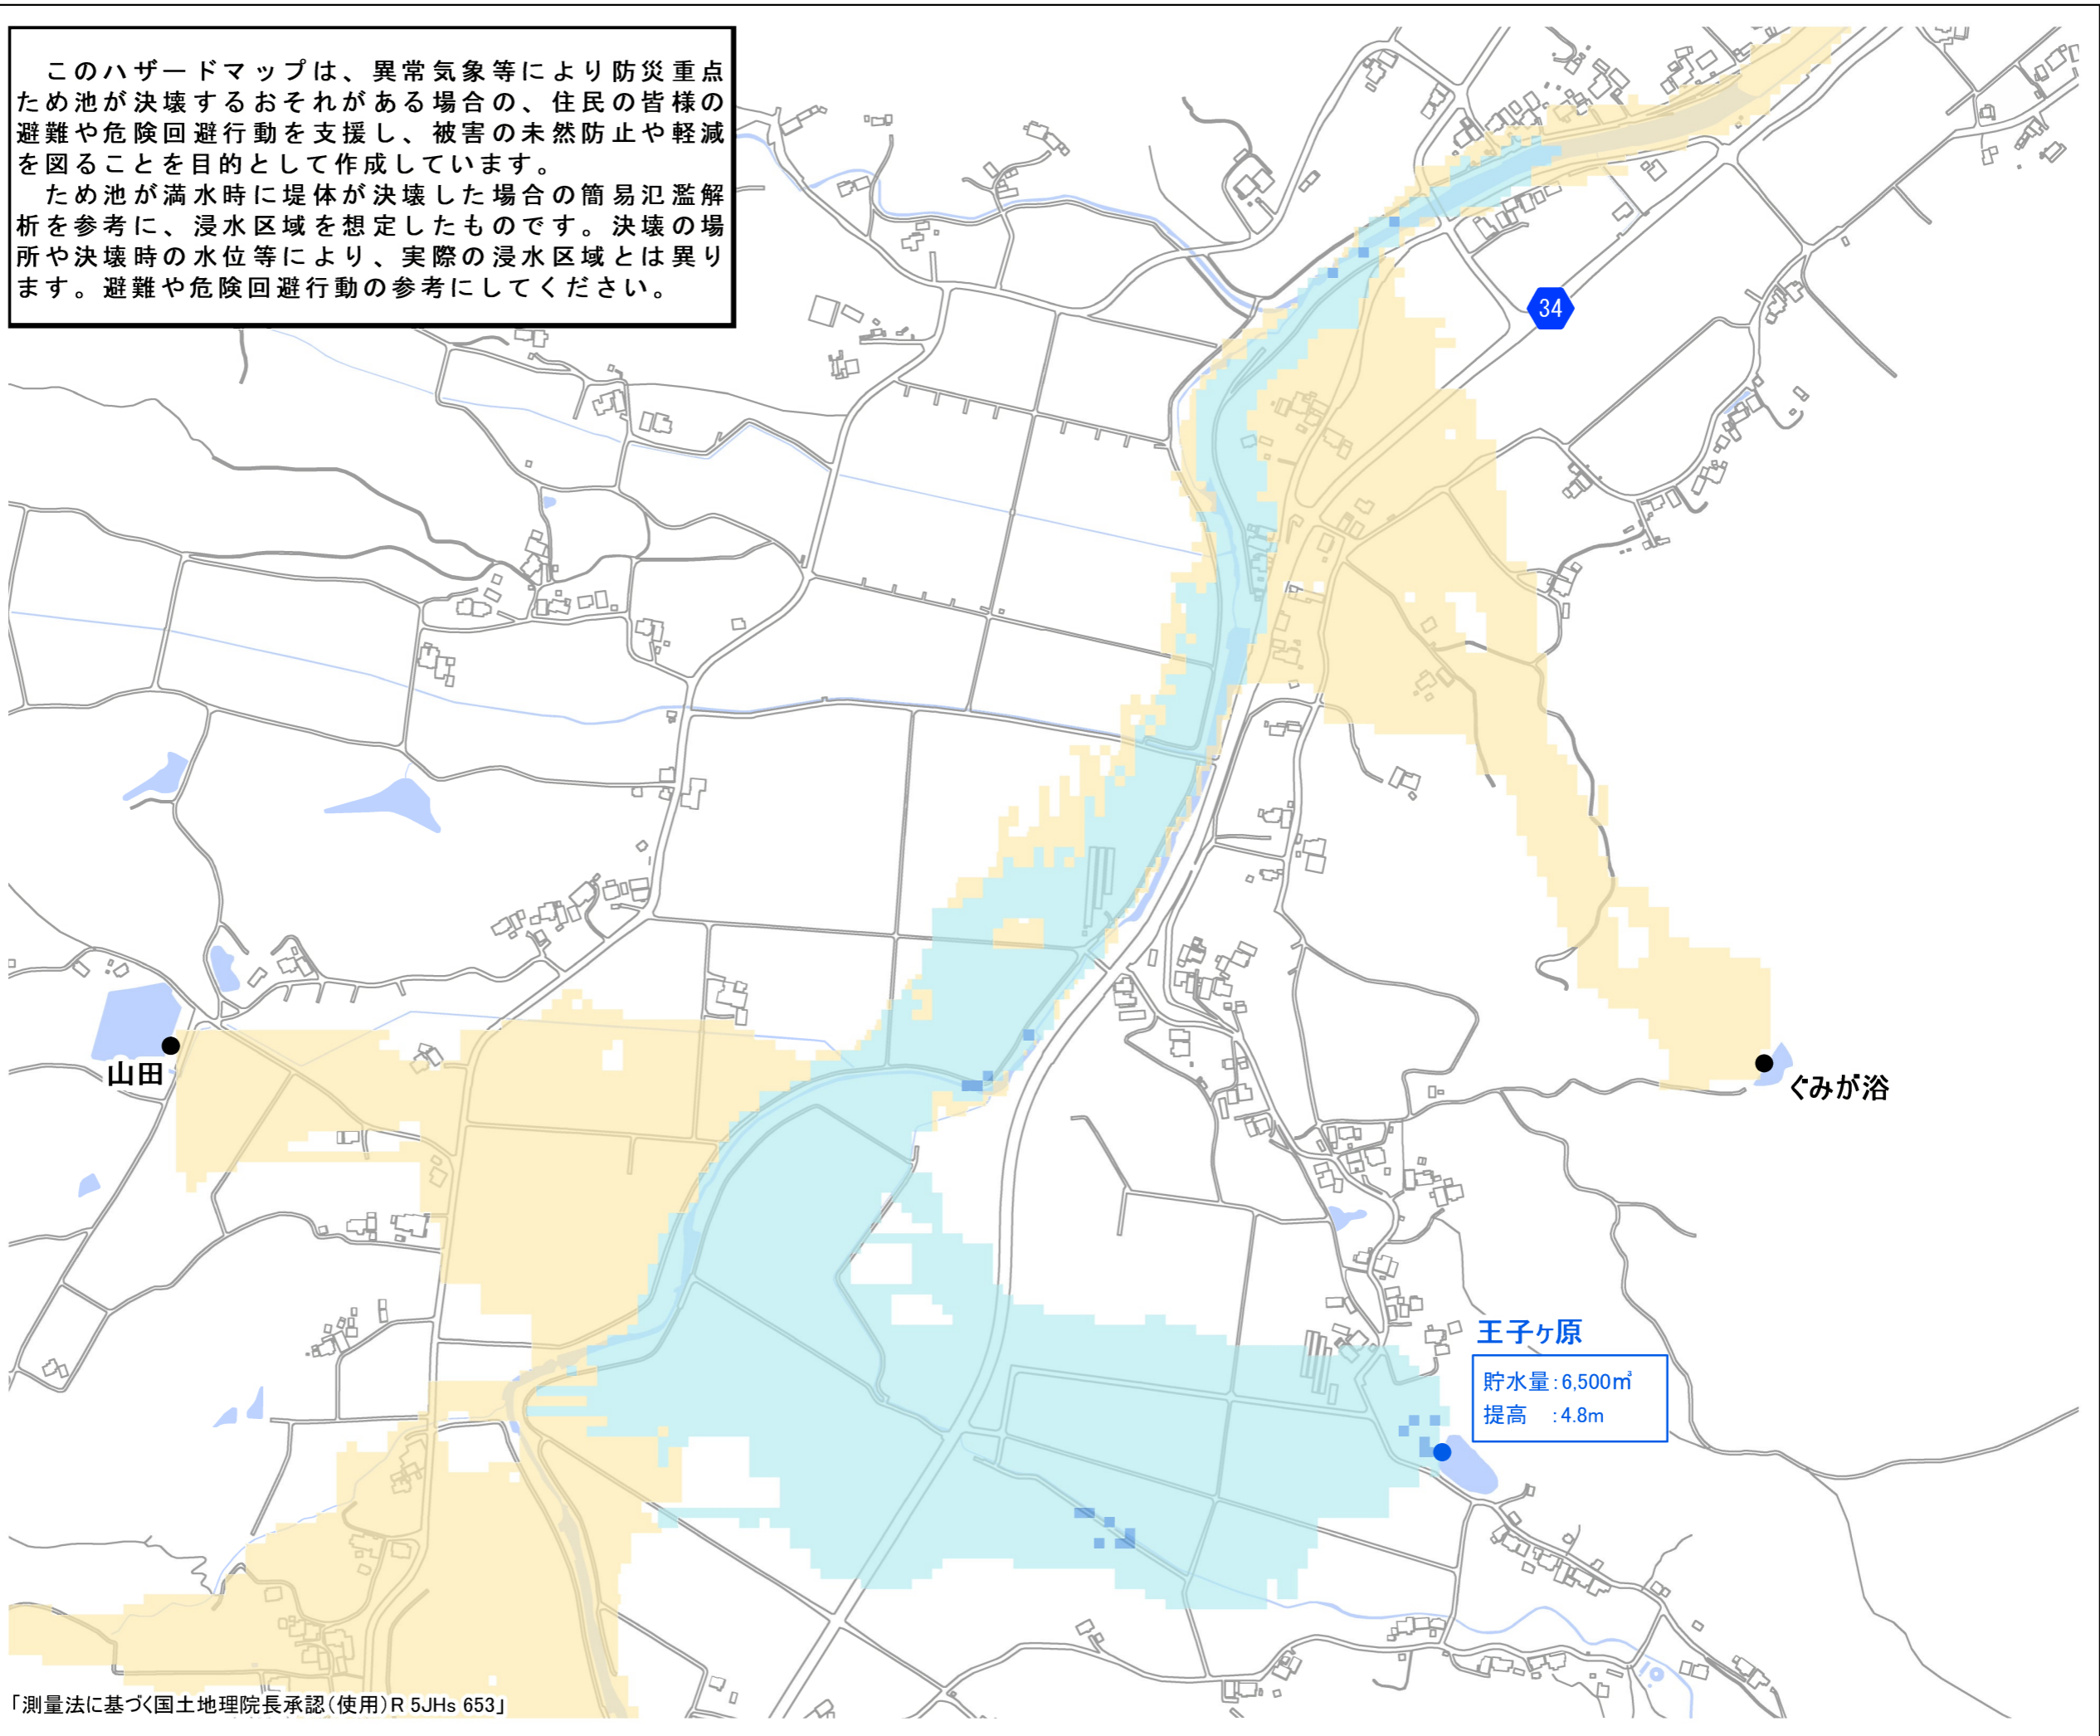 このハザードマップは、異常気象等により防災重点
ため池が決壊するおそれがある場合の、住民の皆様の
避難や危険回避行動を支援し、被害の未然防止や軽減
を図ることを目的として作成しています。
　ため池が満水時に堤体が決壊した場合の簡易氾濫解
析を参考に、浸水区域を想定したものです。決壊の場
所や決壊時の水位等により、実際の浸水区域とは異り
ます。避難や危険回避行動の参考にしてください。
34
山田
ぐみが浴
王子ヶ原
貯水量:6,500㎥
提高　:4.8m
「測量法に基づく国土地理院長承認(使用)R 5JHs 653」